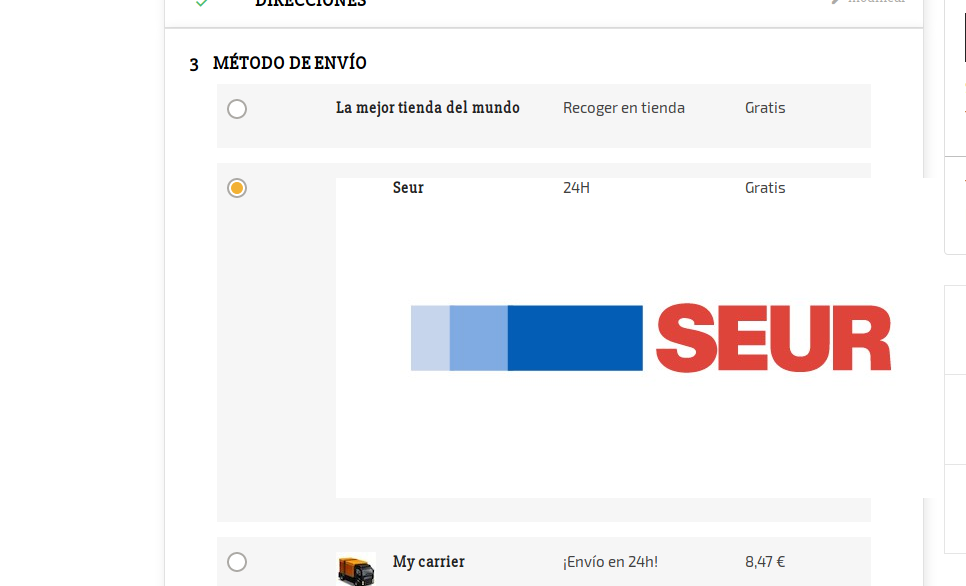 DIRECCIONES
modificar
3 MÉTODO DE ENVÍO
La mejor tienda del mundo Recoger en tienda Gratis
Seur 24H Gratis
SEUR
My carrier ¡Envío en 24h! 8,47 €